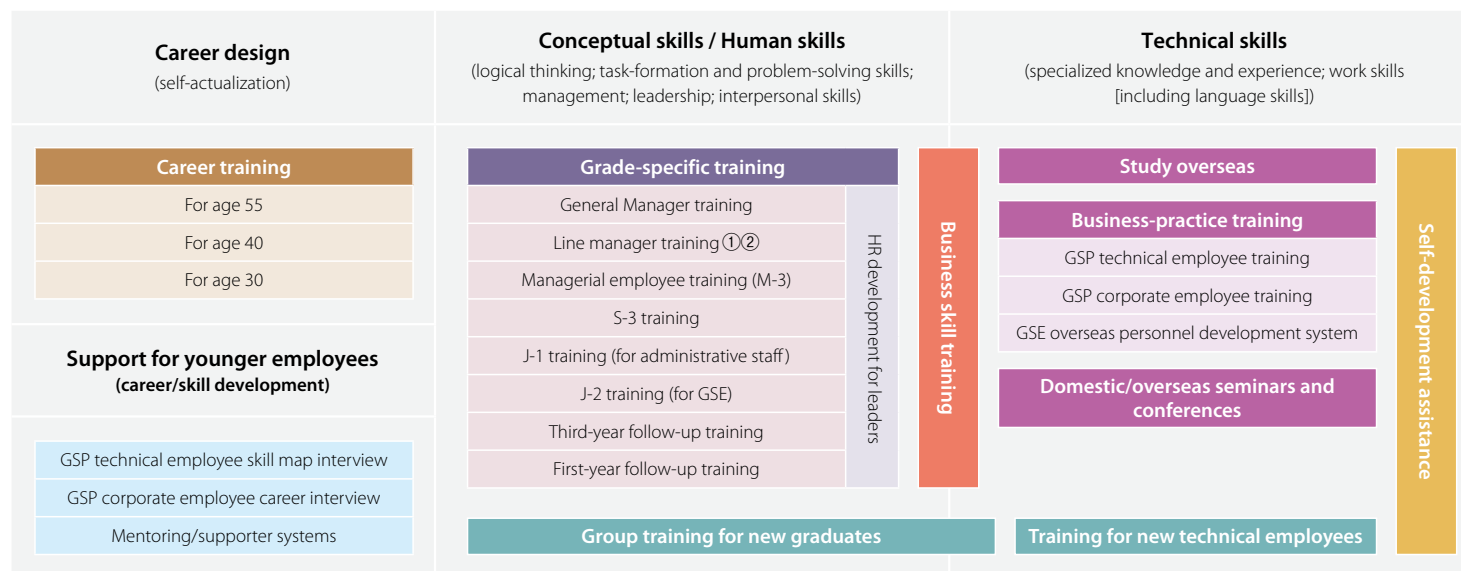 Career design
(self-actualization)
Career training
For age 55
For age 40
For age 30
Support for younger employees
(career/skill development)
GSP technical employee skill map interview
GSP corporate employee career interview
Mentoring/supporter systems
Conceptual skills / Human skills
(logical thinking; task-formation and problem-solving skills;
management; leadership; interpersonal skills)
Grade-specific training
General Manager training
Line manager training①②
Managerial employee training (M-3)
S-3 training
J-1 training (for administrative staff)
J-2 training (for GSE)
Third-year follow-up training
First-year follow-up training
HR development for leaders
Business skill training
Group training for new graduates
Technical skills
(specialized knowledge and experience; work skills
[including language skills])
Study overseas
Business-practice training
GSP technical employee training
GSP corporate employee training
GSE overseas personnel development system
Domestic/overseas seminars and
conferences
Training for new technical employees
Self-development assistance